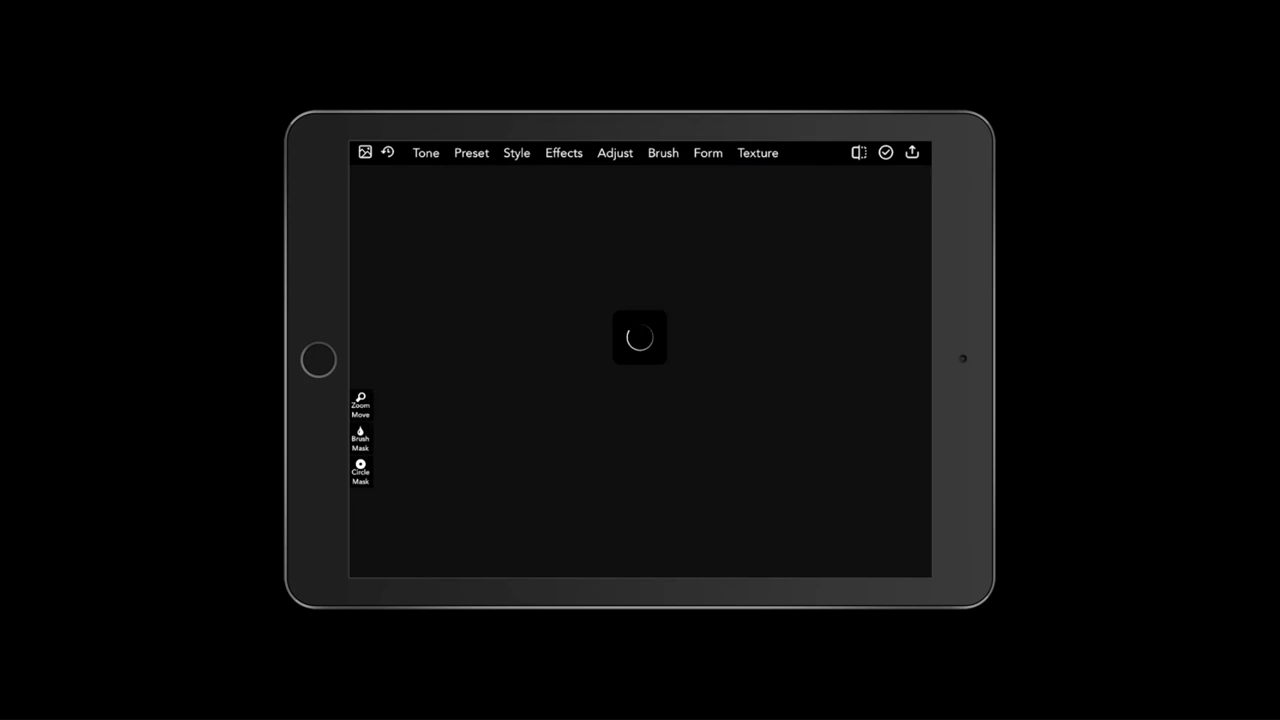 Tone Preset Style Effects Adjust Brush Form Texture
Zoom
Move
Brush
Mask
Circle
Mask